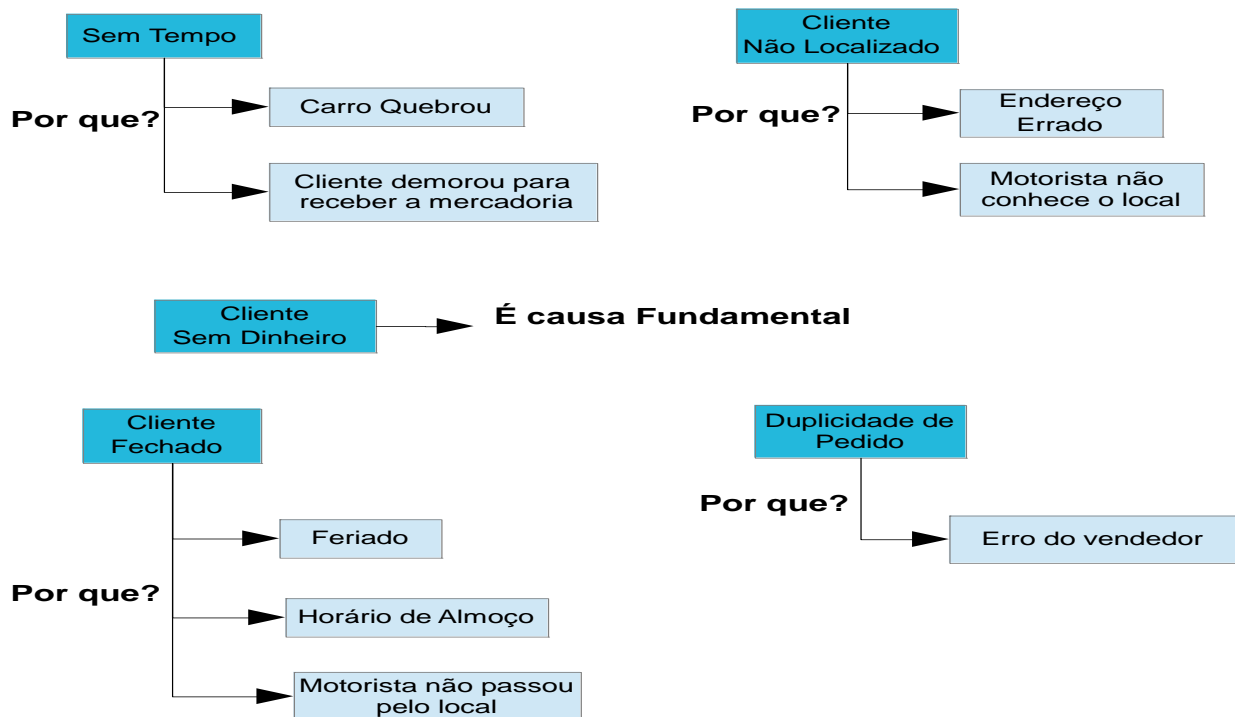 Sem Tempo
Por que?
Carro Quebrou
Cliente demorou para
receber a mercadoria
Cliente
Não Localizado
Por que?
Endereço
Errado
Motorista não
conhece o local
Cliente
Sem Dinheiro
É causa Fundamental
Cliente
Fechado
Por que?
Feriado
Horário de Almoço
Motorista não passou
pelo local
Duplicidade de
Pedido
Por que?
Erro do vendedor